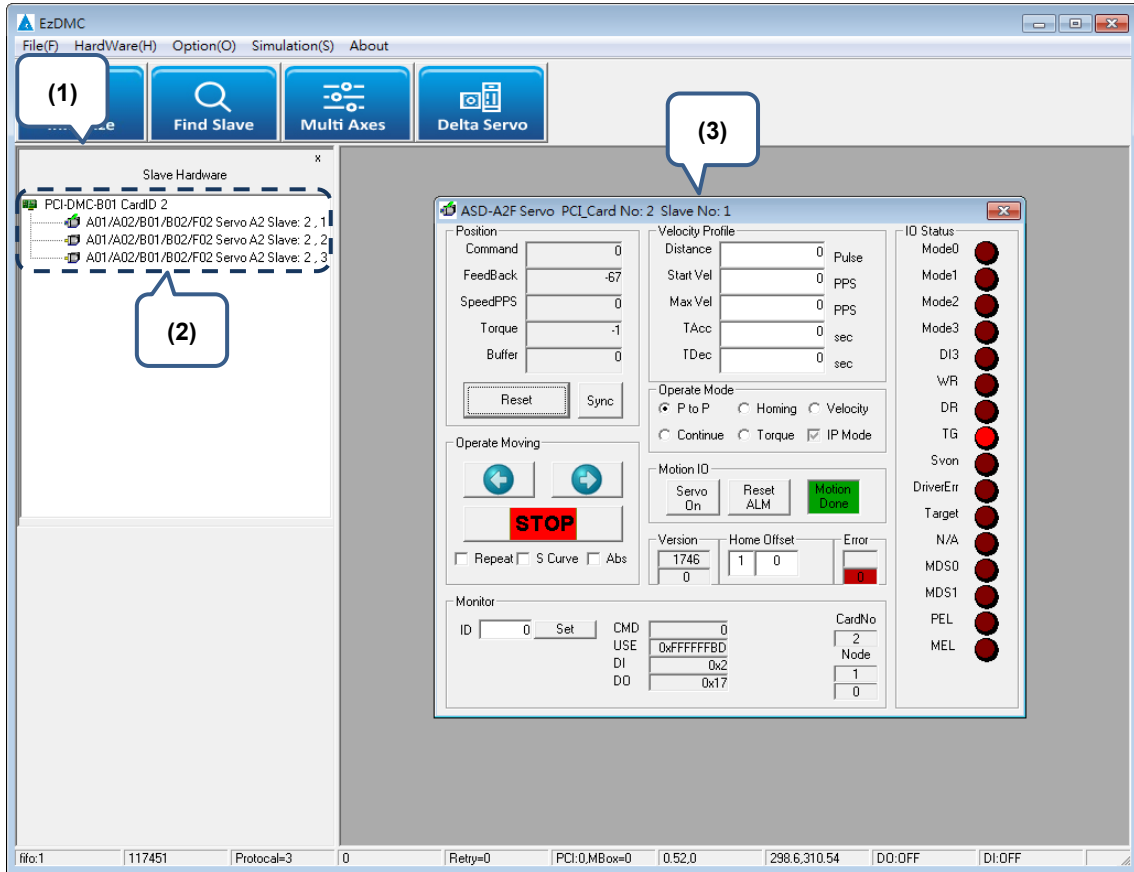 EzDMC
File(F) HardWare(H) Option(O) Simulation(S) About
(1)
Find Slave
Multi Axes
Delta Servo
(3)
x
Slave Hardware
PCI-DMC-B01 CardID 2
A01/A02/B01/B02/F02 Servo A2 Slave: 2 , 1
A01/A02/B01/B02/F02 Servo A2 Slave: 2 , 2
A01/A02/B01/B02/F02 Servo A2 Slave: 2 , 3
(2)
ASD-A2F Servo PCI_Card No: 2 Slave No: 1
Position
Command 0
FeedBack -67
SpeedPPS 0
Torque -1
Buffer 0
Reset Sync
Velocity Profile
Distance 0 Pulse
Start Vel 0 PPS
Max Vel 0 PPS
TAcc 0 sec
TDec 0 sec
Operate Mode
P to P Homing Velocity
Continue Torque IP Mode
Operate Moving
STOP
Repeat S Curve Abs
Motion IO
Servo On
Reset ALM
Motion Done
Version
1746
0
Home Offset
1 0
Error
0
Monitor
ID 0 Set
CMD 0
USE 0xFFFFFFBD
DI 0x2
DO 0x17
CardNo
2
Node
1
0
IO Status
Mode0
Mode1
Mode2
Mode3
DI3
WR
DR
TG
Svon
DriverErr
Target
N/A
MDS0
MDS1
PEL
MEL
fifo:1 117451 Protocal=3 0 Retry=0 PCI:0,MBox=0 0.52,0 298.6,310.54 DO:OFF DI:OFF